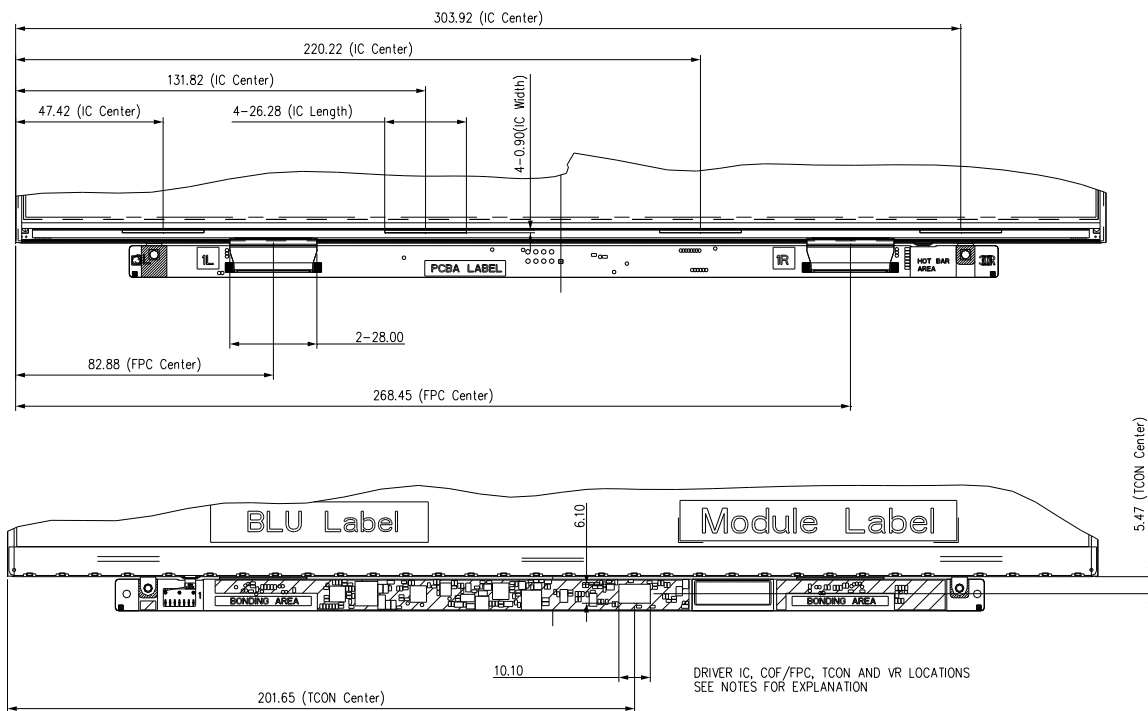 303.92 (IC Center)
220.22 (IC Center)
131.82 (IC Center)
47.42 (IC Center)
4-26.28 (IC Length)
4-0.90(IC Width)
1L
PCBA LABEL
1R
HOT BAR
AREA
2-28.00
82.88 (FPC Center)
268.45 (FPC Center)
5.47 (TCON Center)
BLU Label
6.10
Module Label
1
BONDING AREA
BONDING AREA
10.10
DRIVER IC, COF/FPC, TCON AND VR LOCATIONS
SEE NOTES FOR EXPLANATION
201.65 (TCON Center)